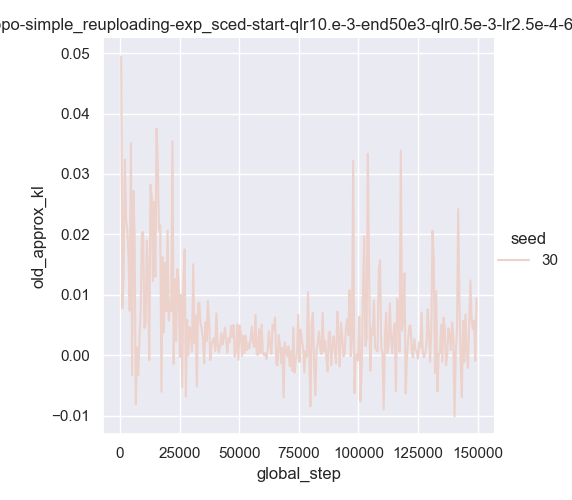 ppo-simple_reuploading-exp_sced-start-qlr10.e-3-end50e3-qlr0.5e-3-lr2.5e-4-6
0.05
0.04
0.03
0.02
0.01
0.00
−0.01
old_approx_kl
0 25000 50000 75000 100000 125000 150000
global_step
seed
30